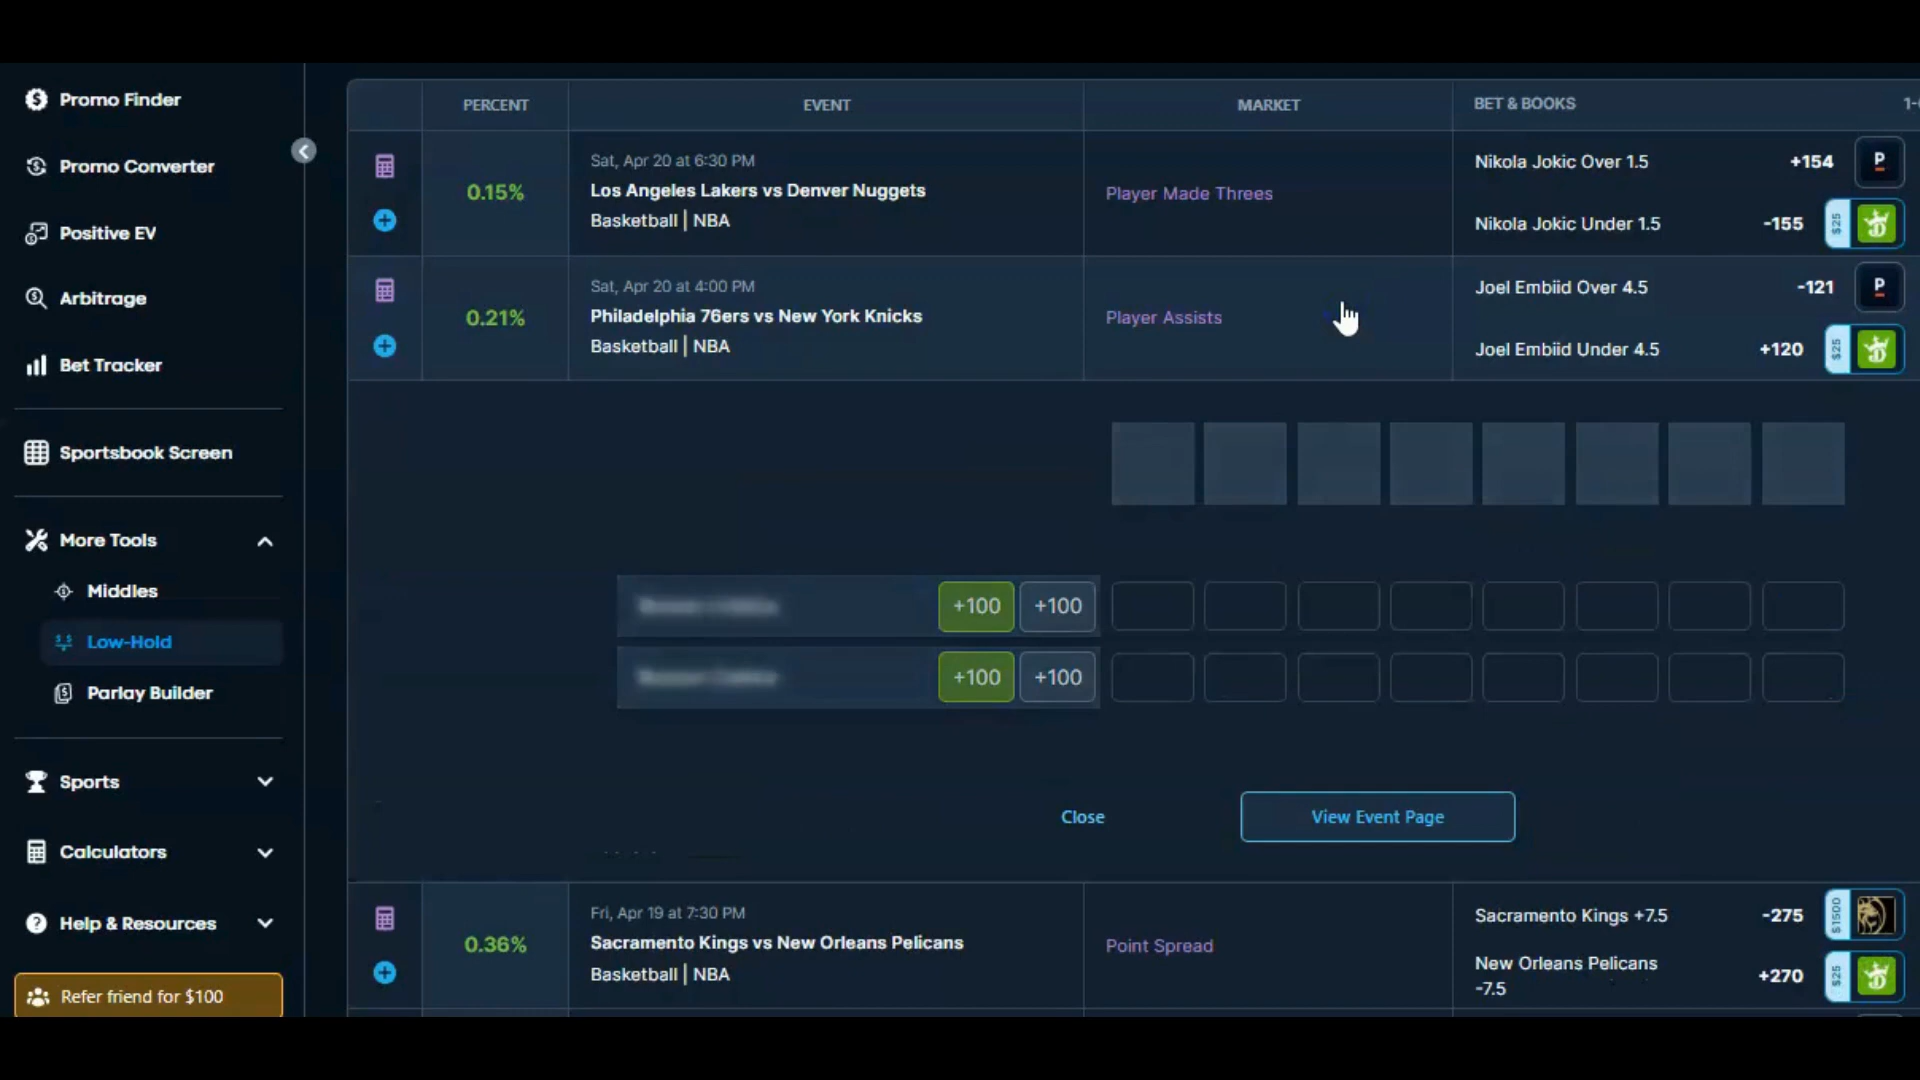 Promo Finder
Promo Converter
Positive EV
Arbitrage
Bet Tracker
Sportsbook Screen
More Tools
Middles
Low-Hold
Parlay Builder
Sports
Calculators
Help & Resources
Refer friend for $100
PERCENT EVENT MARKET BET & BOOKS
0.15%
Sat, Apr 20 at 6:30 PM
Los Angeles Lakers vs Denver Nuggets
Basketball | NBA
Player Made Threes
Nikola Jokic Over 1.5 +154 P
Nikola Jokic Under 1.5 -155 $25
0.21%
Sat, Apr 20 at 4:00 PM
Philadelphia 76ers vs New York Knicks
Basketball | NBA
Player Assists
Joel Embiid Over 4.5 -121 P
Joel Embiid Under 4.5 +120 $25
+100 +100
+100 +100
Close View Event Page
0.36%
Fri, Apr 19 at 7:30 PM
Sacramento Kings vs New Orleans Pelicans
Basketball | NBA
Point Spread
Sacramento Kings +7.5 -275 $1500
New Orleans Pelicans
-7.5 +270 $25